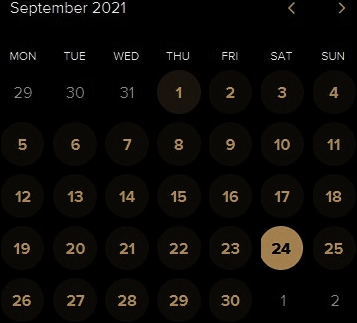 September 2021
MON TUE WED THU FRI SAT SUN
29 30 31 1 2 3 4
5 6 7 8 9 10 11
12 13 14 15 16 17 18
19 20 21 22 23 24 25
26 27 28 29 30 1 2